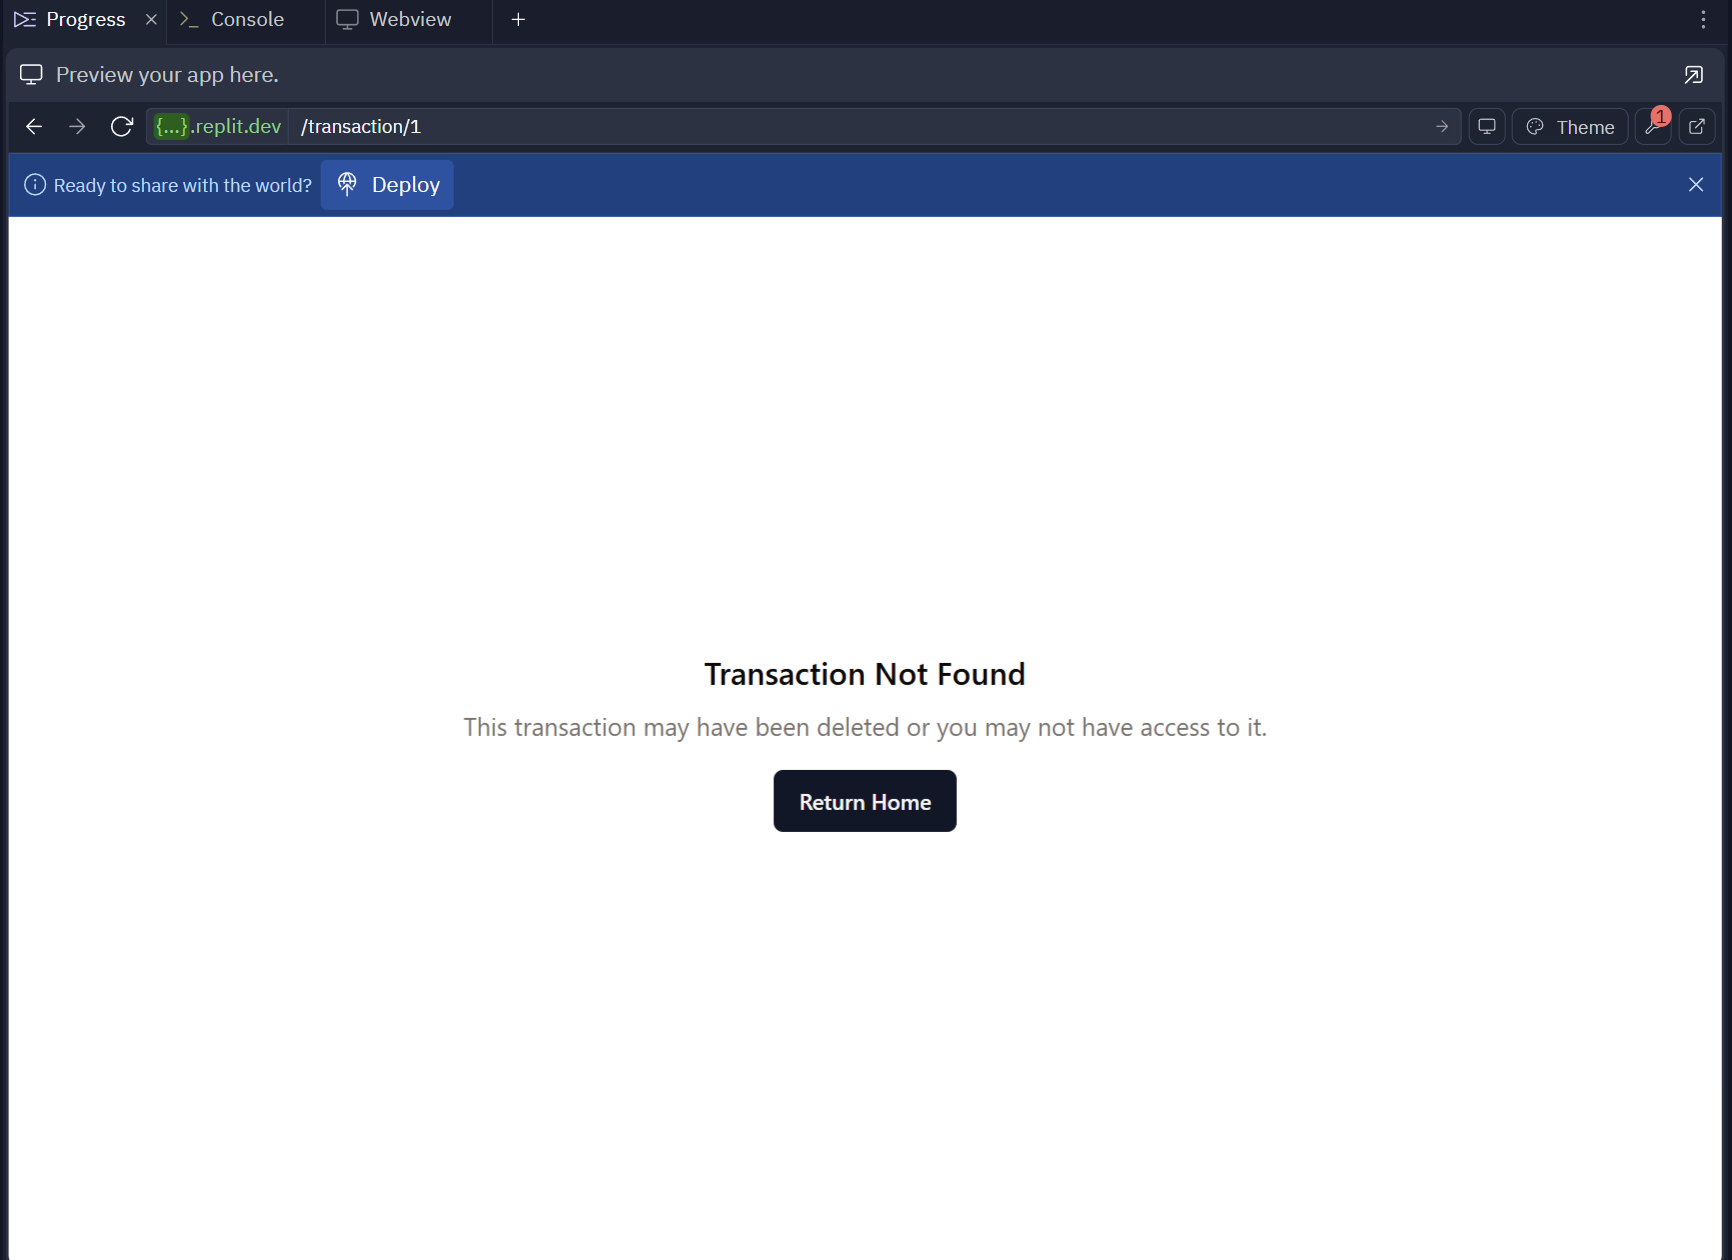 Progress
Console
Webview
Preview your app here.
{...}.replit.dev /transaction/1
Theme
1
Ready to share with the world?
Deploy
Transaction Not Found
This transaction may have been deleted or you may not have access to it.
Return Home